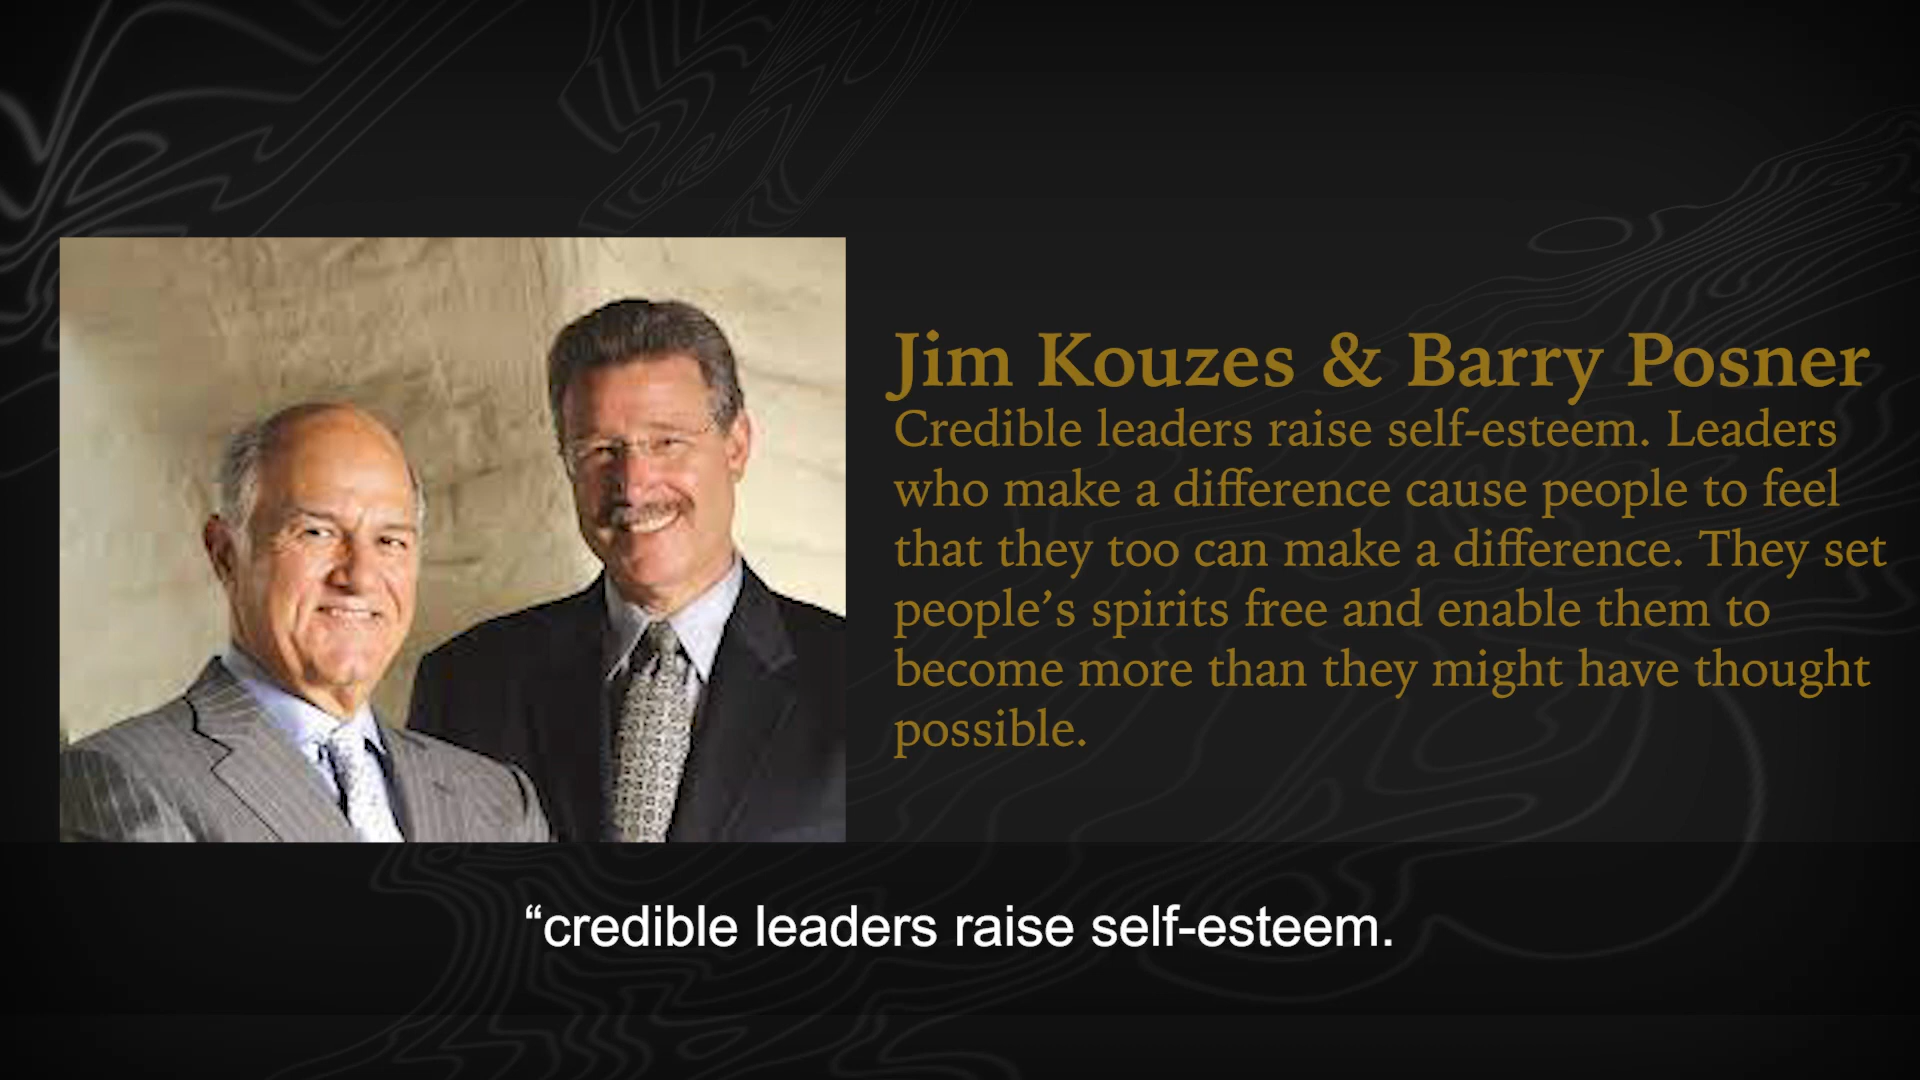 Jim Kouzes & Barry Posner
Credible leaders raise self-esteem. Leaders
who make a difference cause people to feel
that they too can make a difference. They set
people’s spirits free and enable them to
become more than they might have thought
possible.
“credible leaders raise self-esteem.